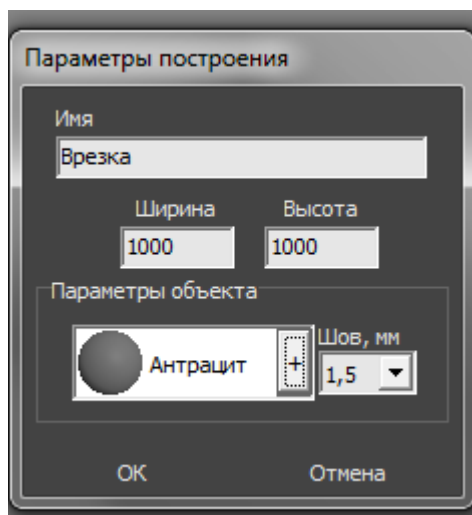 Параметры построения
Имя
Врезка
Ширина Высота
1000 1000
Параметры объекта
Шов, мм
Антрацит + 1,5
ОК Отмена